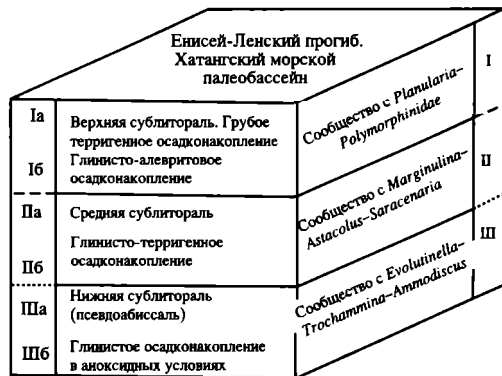 Енисей-Ленский прогиб.
Хатангский морской
палеобассейн
Iа
Верхняя сублитораль. Грубое
терригенное осадконакопление
Iб
Глинисто-алевритового
осадконакопление
IIа
Средняя сублитораль
Глинисто-терригенное
осадконакопление
IIб
IIIа
Нижняя сублитораль
(псевдоабиссаль)
IIIб
Глинистое осадконакопление
в аноксидных условиях
Сообщество с Planularia–
Polymorphinidae
I
Сообщество с Marginulina–
Astacolus–Saracenaria
II
Сообщество с Evolutinella–
Trochammina–Ammodiscus
III